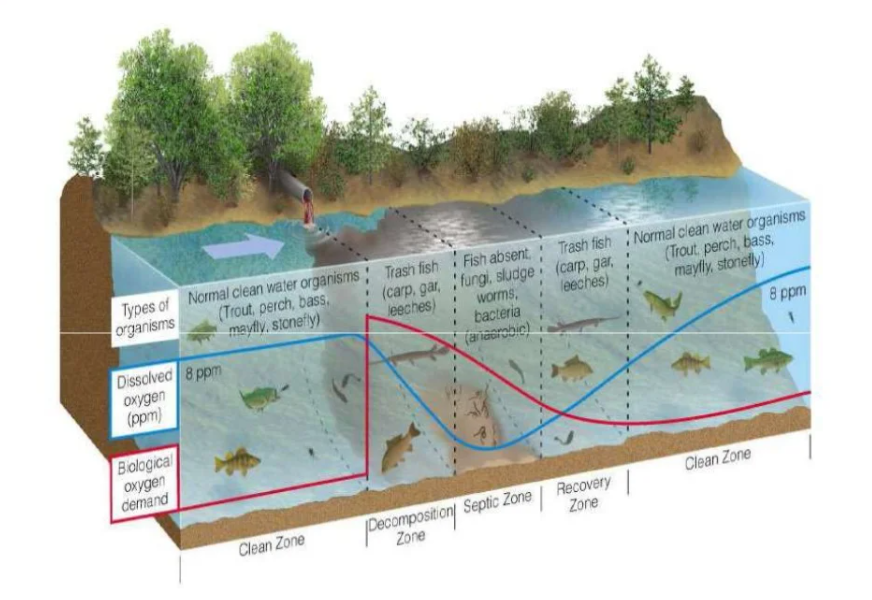 Types of
organisms
Normal clean water organisms
(Trout, perch, bass,
mayfly, stonefly)
Trash fish
(carp, gar,
leeches)
Fish absent,
fungi, sludge
worms,
bacteria
(anaerobic)
Trash fish
(carp, gar,
leeches)
Normal clean water organisms
(Trout, perch, bass,
mayfly, stonefly)
8 ppm
Dissolved
oxygen
(ppm)
8 ppm
Biological
oxygen
demand
Clean Zone
Decomposition
Zone
Septic Zone
Recovery
Zone
Clean Zone